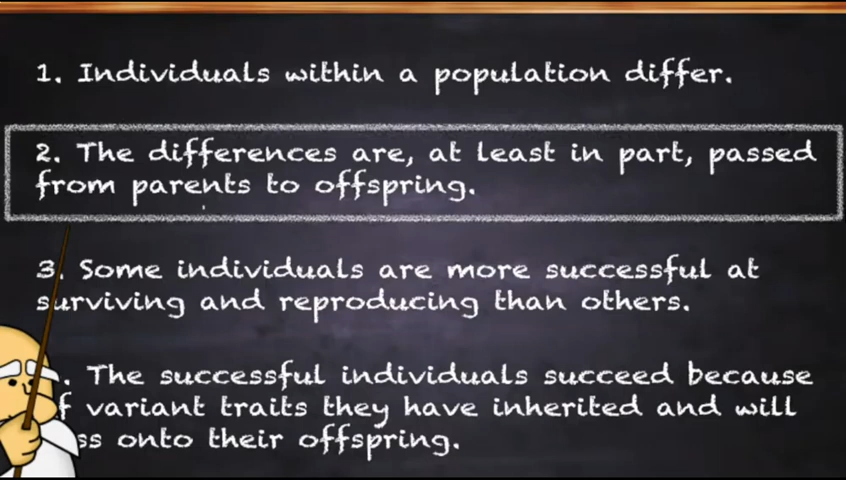 1. Individuals within a population differ.
2. The differences are, at least in part, passed
from parents to offspring.
3. Some individuals are more successful at
surviving and reproducing than others.
. The successful individuals succeed because
f variant traits they have inherited and will
ss onto their offspring.